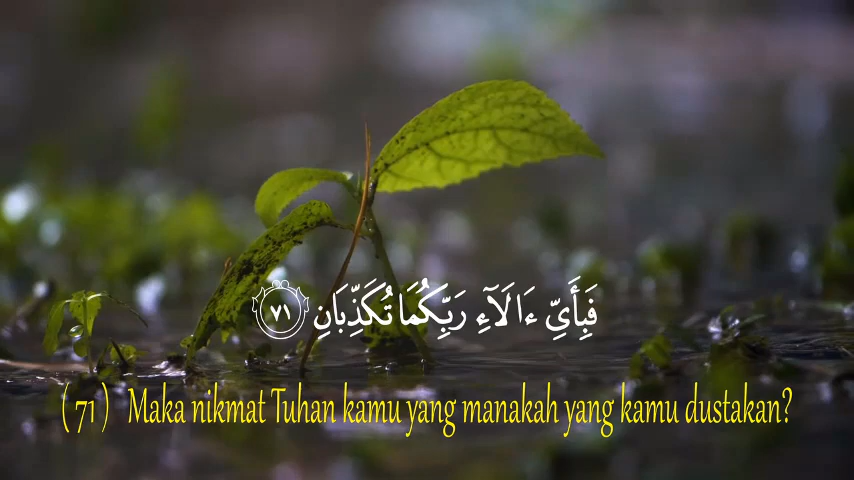 فَبِأَيِّ ءَالَآءِ رَبِّكُمَا تُكَذِّبَانِ ٧١
( 71 ) Maka nikmat Tuhan kamu yang manakah yang kamu dustakan?